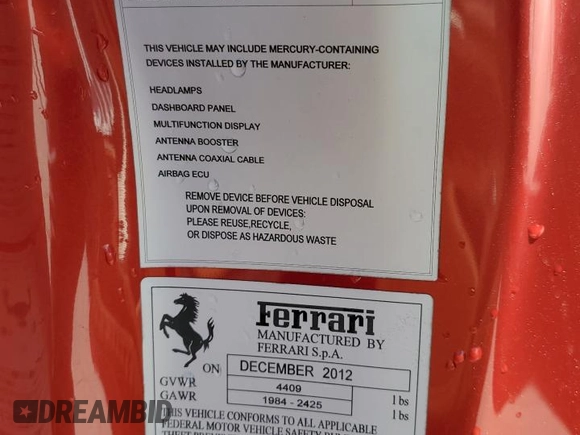 THIS VEHICLE MAY INCLUDE MERCURY-CONTAINING
DEVICES INSTALLED BY THE MANUFACTURER:
HEADLAMPS
DASHBOARD PANEL
MULTIFUNCTION DISPLAY
ANTENNA BOOSTER
ANTENNA COAXIAL CABLE
AIRBAG ECU
REMOVE DEVICE BEFORE VEHICLE DISPOSAL
UPON REMOVAL OF DEVICES:
PLEASE REUSE,RECYCLE,
OR DISPOSE AS HAZARDOUS WASTE
Ferrari
MANUFACTURED BY
FERRARI S.p.A.
ON DECEMBER 2012
GVWR 4409 lbs
GAWR 1984 - 2425 lbs
THIS VEHICLE CONFORMS TO ALL APPLICABLE
FEDERAL MOTOR VEHICLE SAFETY
THEFT
DREAMBID